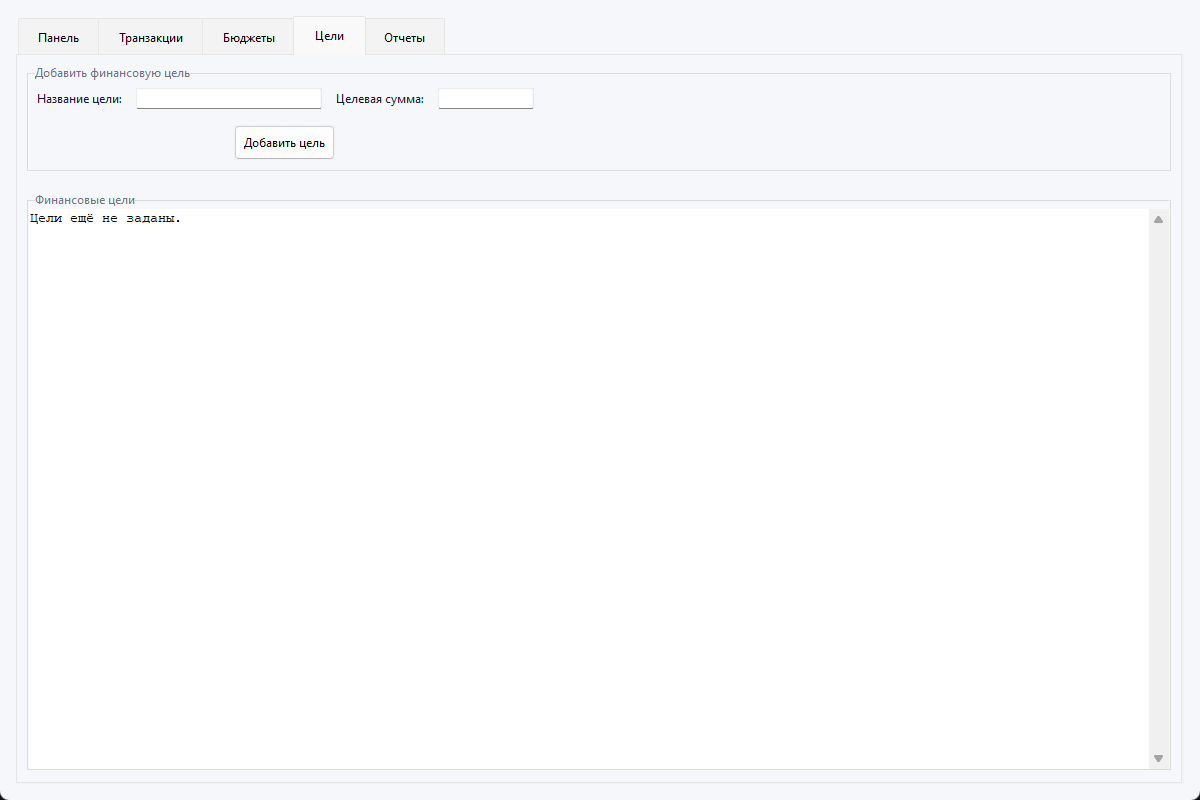 Панель Транзакции Бюджеты Цели Отчеты
Добавить финансовую цель
Название цели: Целевая сумма:
Добавить цель
Финансовые цели
Цели ещё не заданы.